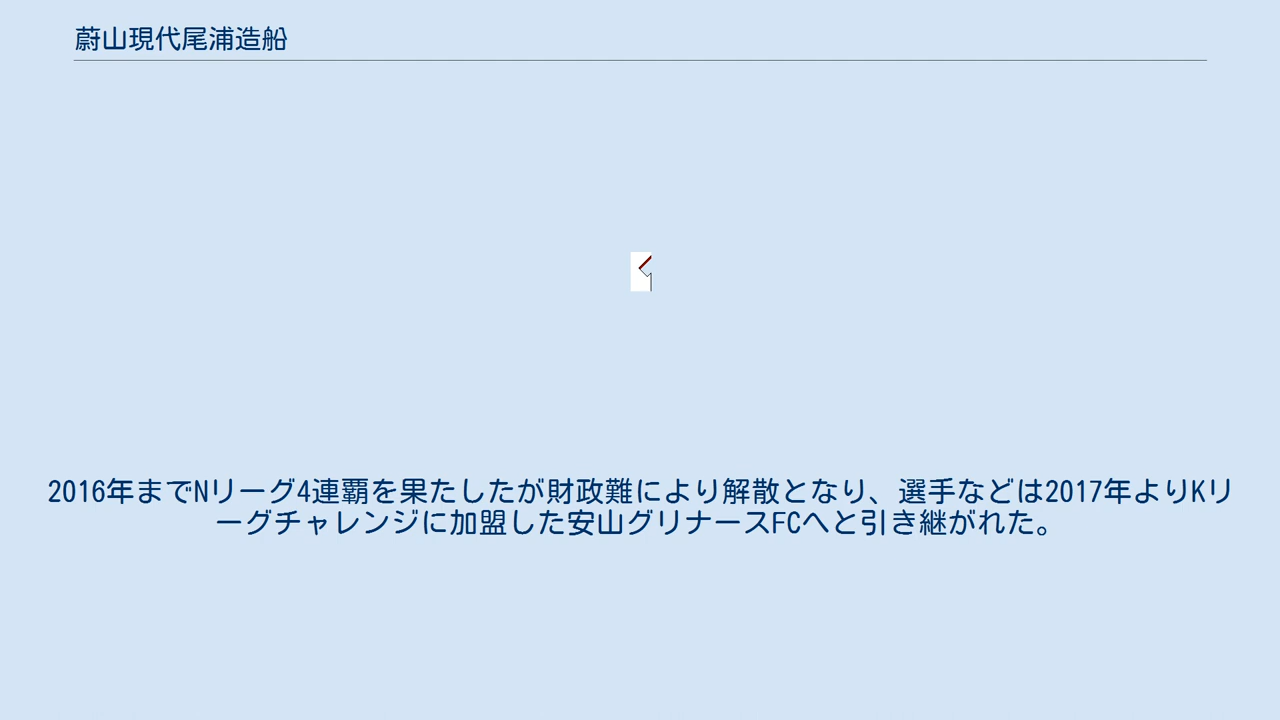 蔚山現代尾浦造船
2016年までNリーグ4連覇を果たしたが財政難により解散となり、選手などは2017年よりKリ
ーグチャレンジに加盟した安山グリナースFCへと引き継がれた。